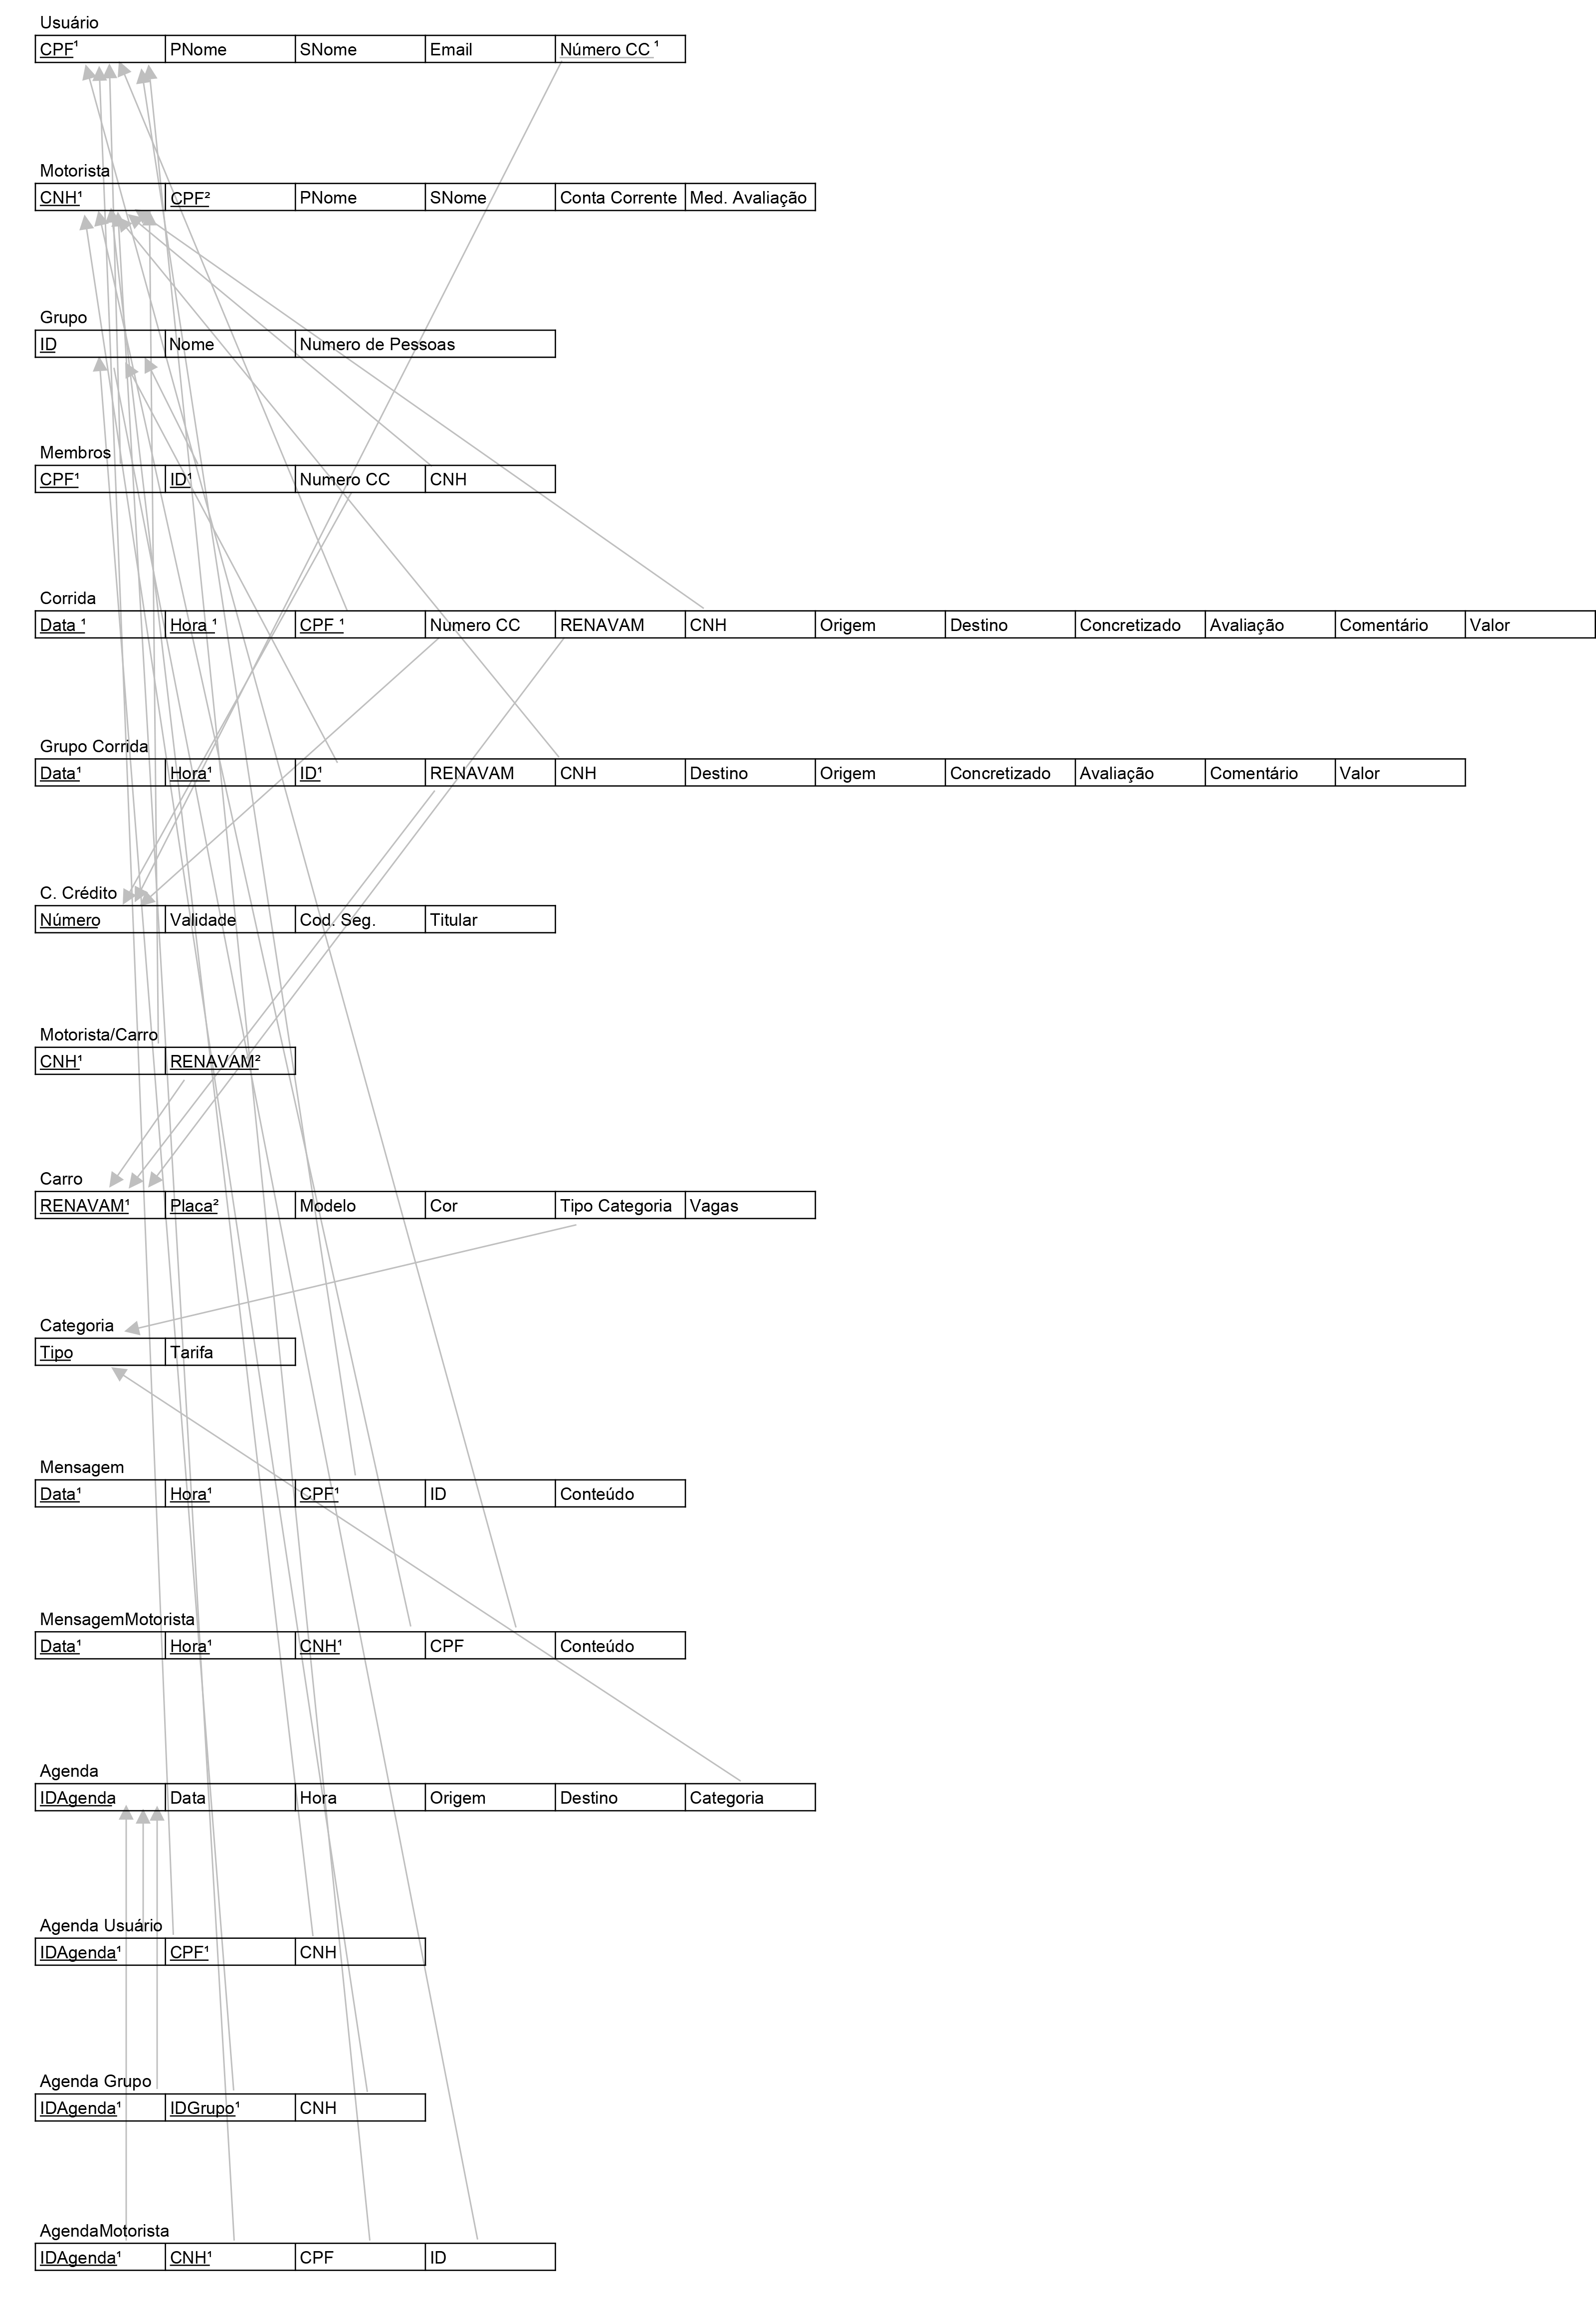 Usuário
CPF¹ PNome SNome Email Número CC ¹
Motorista
CNH¹ CPF² PNome SNome Conta Corrente Med. Avaliação
Grupo
ID Nome Numero de Pessoas
Membros
CPF¹ ID¹ Numero CC CNH
Corrida
Data ¹ Hora ¹ CPF ¹ Numero CC RENAVAM CNH Origem Destino Concretizado Avaliação Comentário Valor
Grupo Corrida
Data¹ Hora¹ ID¹ RENAVAM CNH Destino Origem Concretizado Avaliação Comentário Valor
C. Crédito
Número Validade Cod. Seg. Titular
Motorista/Carro
CNH¹ RENAVAM²
Carro
RENAVAM¹ Placa² Modelo Cor Tipo Categoria Vagas
Categoria
Tipo Tarifa
Mensagem
Data¹ Hora¹ CPF¹ ID Conteúdo
MensagemMotorista
Data¹ Hora¹ CNH¹ CPF Conteúdo
Agenda
IDAgenda Data Hora Origem Destino Categoria
Agenda Usuário
IDAgenda¹ CPF¹ CNH
Agenda Grupo
IDAgenda¹ IDGrupo¹ CNH
AgendaMotorista
IDAgenda¹ CNH¹ CPF ID